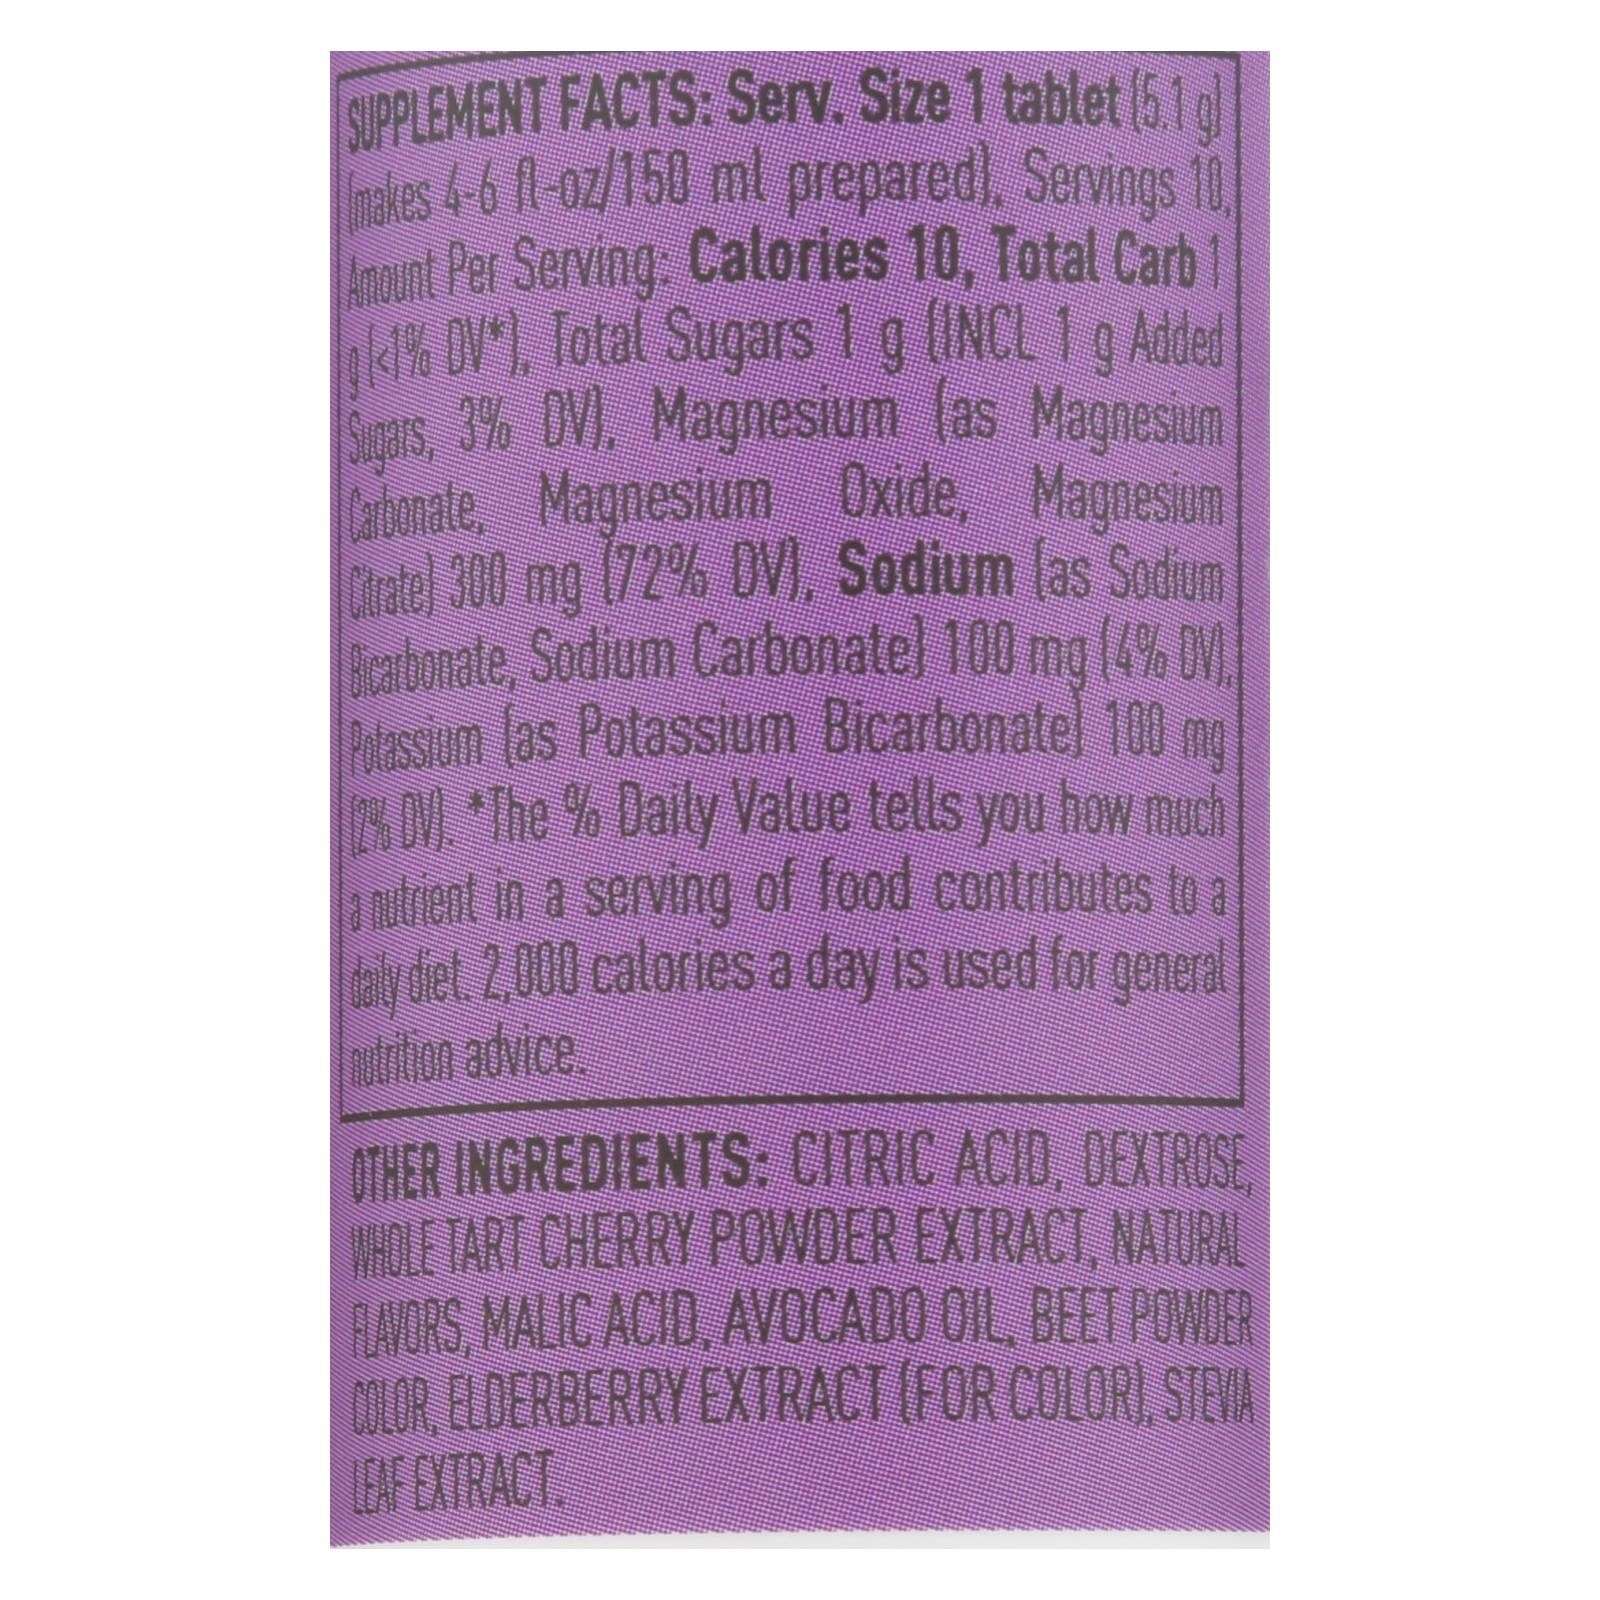 SUPPLEMENT FACTS: Serv. Size 1 tablet (5.1 g)
(makes 4-6 fl-oz/150 ml prepared), Servings 10,
Amount Per Serving: Calories 10, Total Carb 1
g (<1% DV*), Total Sugars 1 g (INCL 1 g Added
Sugars, 3% DV), Magnesium (as Magnesium
Carbonate, Magnesium Oxide, Magnesium
Citrate) 300 mg (72% DV), Sodium (as Sodium
Bicarbonate, Sodium Carbonate) 100 mg (4% DV),
Potassium (as Potassium Bicarbonate) 100 mg
(2% DV). *The % Daily Value tells you how much
a nutrient in a serving of food contributes to a
daily diet. 2,000 calories a day is used for general
nutrition advice.
OTHER INGREDIENTS: CITRIC ACID, DEXTROSE,
WHOLE TART CHERRY POWDER EXTRACT, NATURAL
FLAVORS, MALIC ACID, AVOCADO OIL, BEET POWDER
COLOR, ELDERBERRY EXTRACT (FOR COLOR), STEVIA
LEAF EXTRACT.